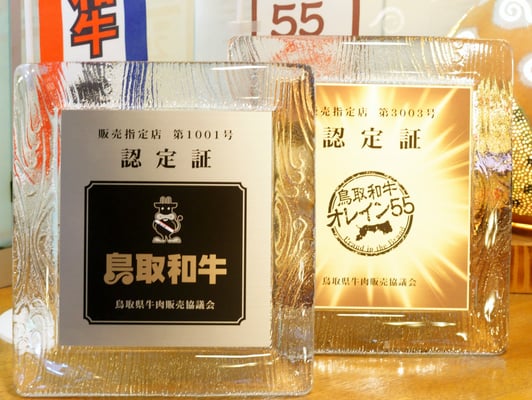 和牛
55
販売指定店 第1001号
認定証
鳥取和牛
鳥取県牛肉販売協議会
販売指定店 第3003号
認定証
鳥取和牛
オレイン55
鳥取県牛肉販売協議会